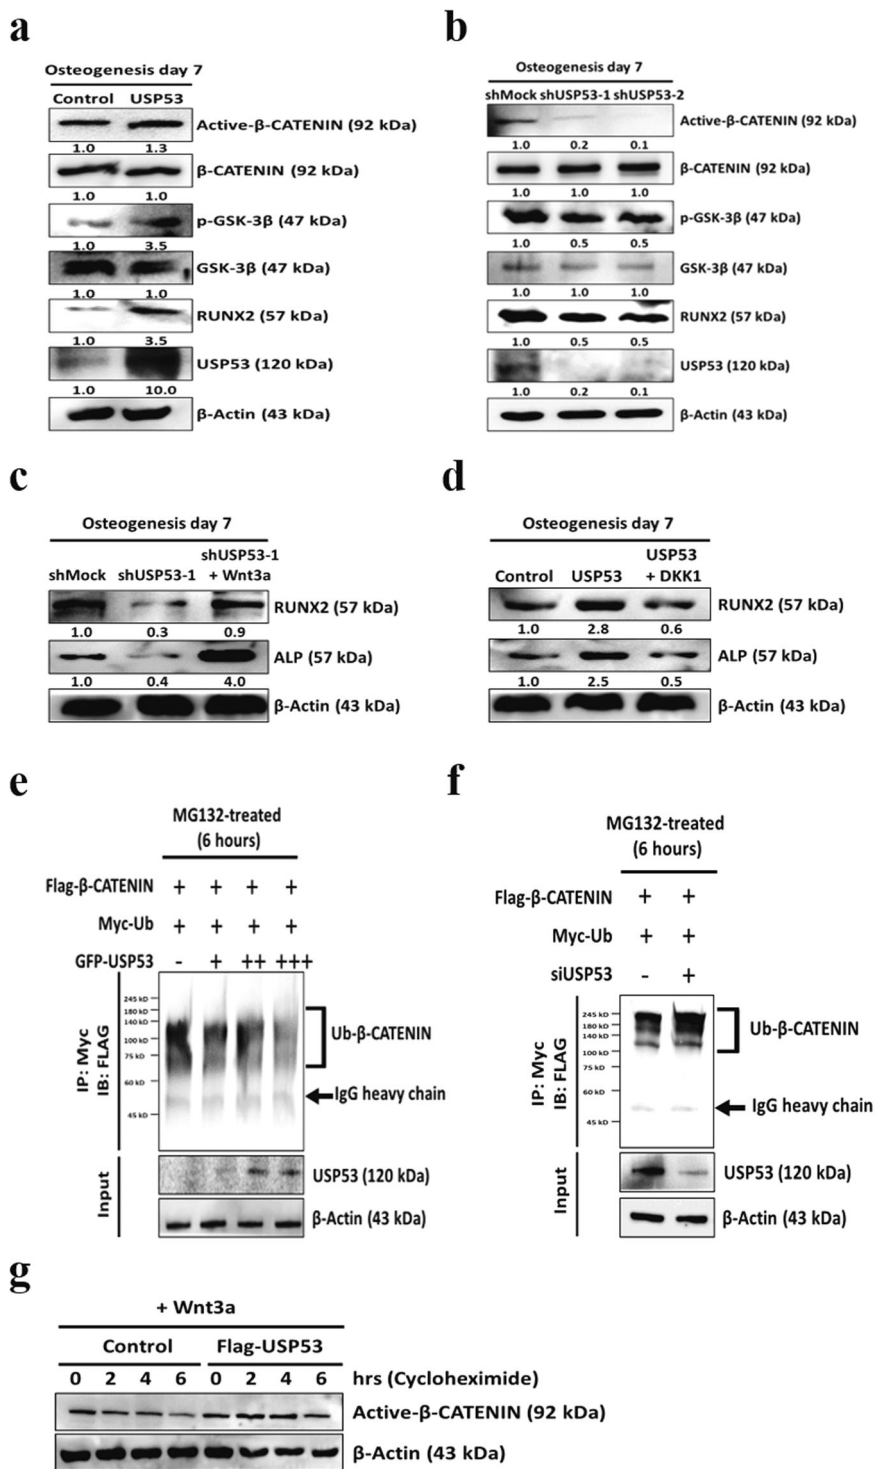 a
Osteogenesis day 7
Control USP53
Active-β-CATENIN (92 kDa)
1.0 1.3
β-CATENIN (92 kDa)
1.0 1.0
p-GSK-3β (47 kDa)
1.0 3.5
GSK-3β (47 kDa)
1.0 1.0
RUNX2 (57 kDa)
1.0 3.5
USP53 (120 kDa)
1.0 10.0
β-Actin (43 kDa)
b
Osteogenesis day 7
shMock shUSP53-1 shUSP53-2
Active-β-CATENIN (92 kDa)
1.0 0.2 0.1
β-CATENIN (92 kDa)
1.0 1.0 1.0
p-GSK-3β (47 kDa)
1.0 0.5 0.5
GSK-3β (47 kDa)
1.0 1.0 1.0
RUNX2 (57 kDa)
1.0 0.5 0.5
USP53 (120 kDa)
1.0 0.2 0.1
β-Actin (43 kDa)
c
Osteogenesis day 7
shUSP53-1
shMock shUSP53-1 + Wnt3a
RUNX2 (57 kDa)
1.0 0.3 0.9
ALP (57 kDa)
1.0 0.4 4.0
β-Actin (43 kDa)
d
Osteogenesis day 7
USP53
Control USP53 + DKK1
RUNX2 (57 kDa)
1.0 2.8 0.6
ALP (57 kDa)
1.0 2.5 0.5
β-Actin (43 kDa)
e
MG132-treated
(6 hours)
Flag-β-CATENIN + + + +
Myc-Ub + + + +
GFP-USP53 - + ++ +++
IP: Myc
IB: FLAG
245 kD
180 kD
140 kD
100 kD
75 kD
60 kD
45 kD
Ub-β-CATENIN
IgG heavy chain
Input
USP53 (120 kDa)
β-Actin (43 kDa)
f
MG132-treated
(6 hours)
Flag-β-CATENIN + +
Myc-Ub + +
siUSP53 - +
IP: Myc
IB: FLAG
245 kD
180 kD
140 kD
100 kD
75 kD
60 kD
45 kD
Ub-β-CATENIN
IgG heavy chain
Input
USP53 (120 kDa)
β-Actin (43 kDa)
g
+ Wnt3a
Control Flag-USP53
0 2 4 6 0 2 4 6 hrs (Cycloheximide)
Active-β-CATENIN (92 kDa)
β-Actin (43 kDa)